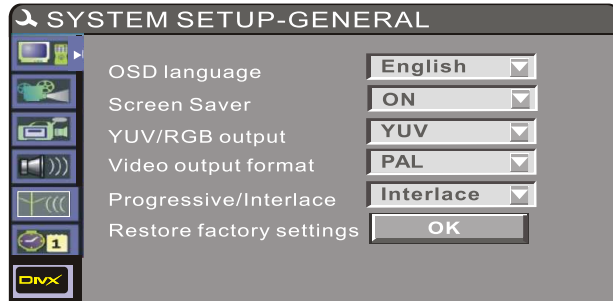 SYSTEM SETUP-GENERAL
OSD language English
Screen Saver ON
YUV/RGB output YUV
Video output format PAL
Progressive/Interlace Interlace
Restore factory settings OK
1
DIVX